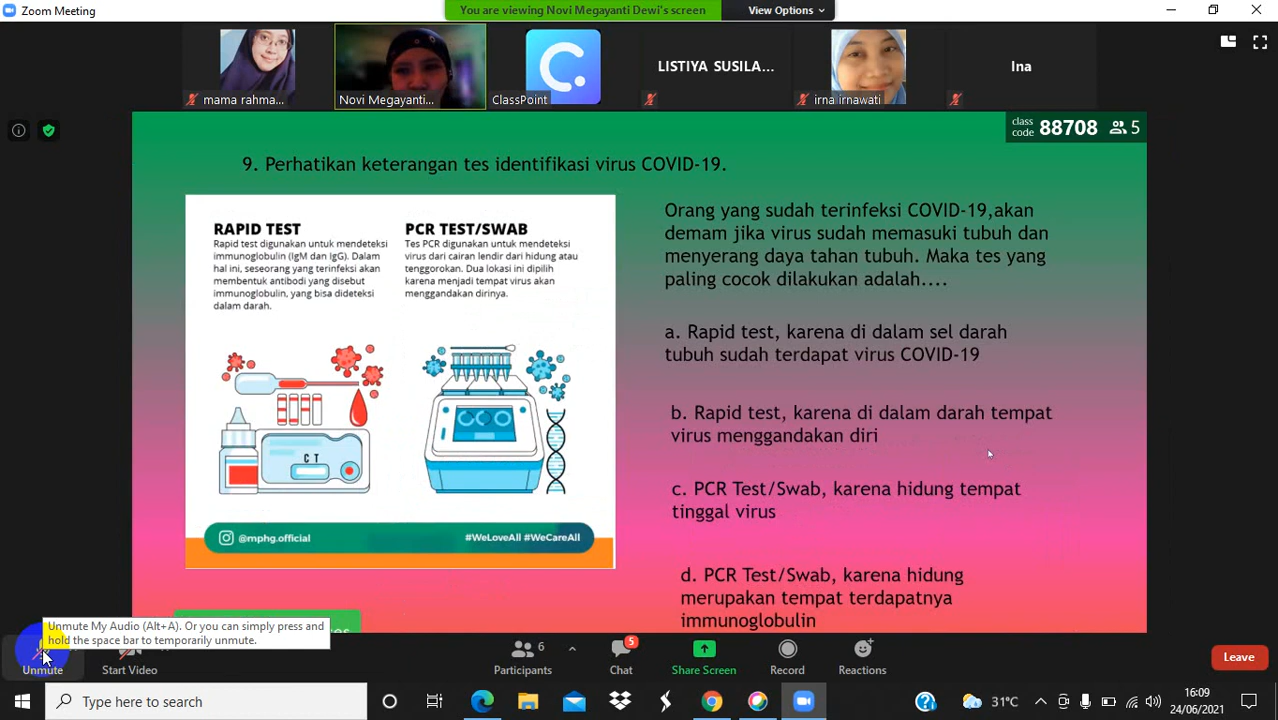 Zoom Meeting
You are viewing Novi Megayanti Dewi's screen
View Options
LISTIYA SUSILA...
Ina
mama rahma...
Novi Megayanti...
ClassPoint
irna irnawati
class
code 88708 5
9. Perhatikan keterangan tes identifikasi virus COVID-19.
RAPID TEST
Rapid test digunakan untuk mendeteksi
immunoglobulin (IgM dan IgG). Dalam
hal ini, seseorang yang terinfeksi akan
membentuk antibodi yang disebut
immunoglobulin, yang bisa dideteksi
dalam darah.
PCR TEST/SWAB
Tes PCR digunakan untuk mendeteksi
virus dari cairan lendir dari hidung atau
tenggorokan. Dua lokasi ini dipilih
karena menjadi tempat virus akan
menggandakan dirinya.
C T
@mphg.official
#WeLoveAll #WeCareAll
Orang yang sudah terinfeksi COVID-19,akan
demam jika virus sudah memasuki tubuh dan
menyerang daya tahan tubuh. Maka tes yang
paling cocok dilakukan adalah....
a. Rapid test, karena di dalam sel darah
tubuh sudah terdapat virus COVID-19
b. Rapid test, karena di dalam darah tempat
virus menggandakan diri
c. PCR Test/Swab, karena hidung tempat
tinggal virus
d. PCR Test/Swab, karena hidung
merupakan tempat terdapatnya
immunoglobulin
Unmute My Audio (Alt+A). Or you can simply press and
hold the space bar to temporarily unmute.
Unmute
Start Video
6
Participants
5
Chat
Share Screen
Record
Reactions
Leave
Type here to search
31°C
16:09
24/06/2021